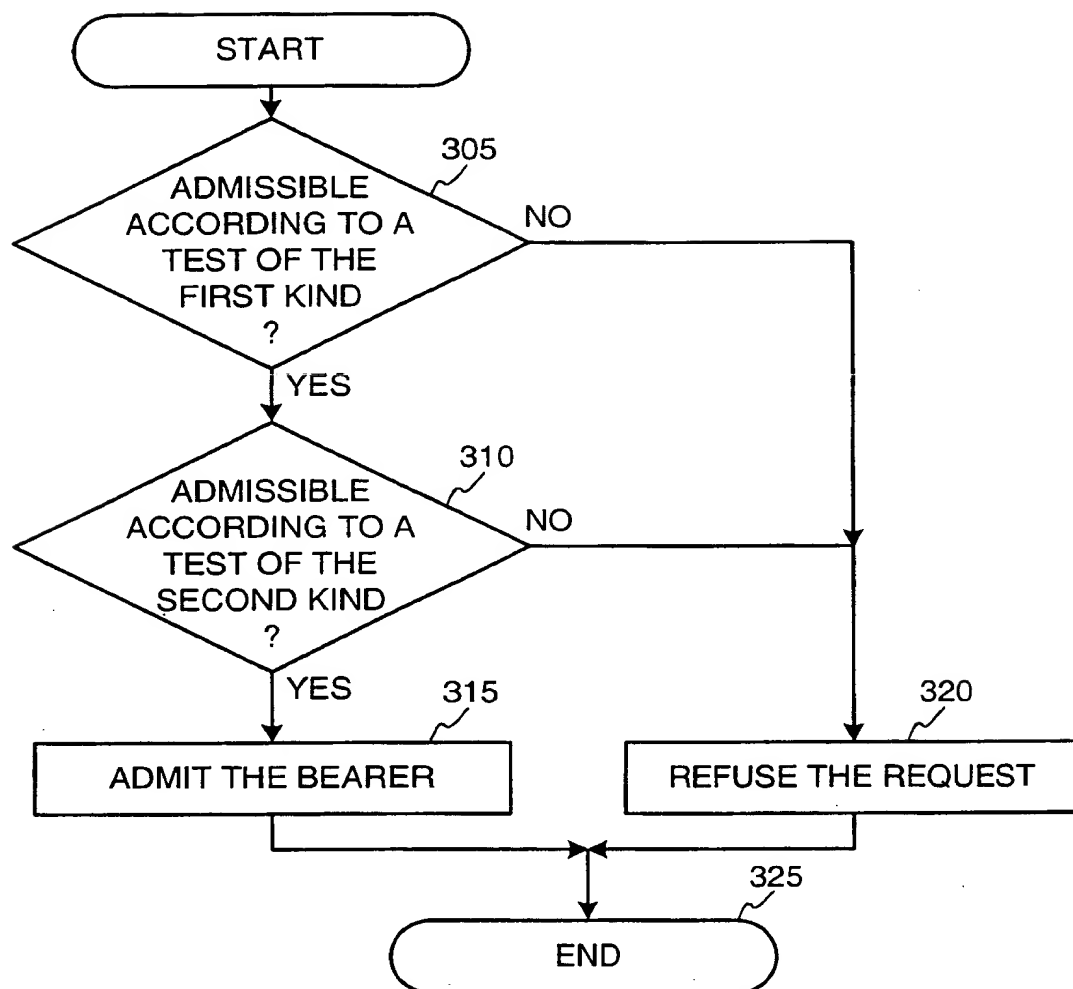 START
305
ADMISSIBLE
ACCORDING TO A
TEST OF THE
FIRST KIND
?
NO
YES
310
ADMISSIBLE
ACCORDING TO A
TEST OF THE
SECOND KIND
?
NO
YES
315
ADMIT THE BEARER
320
REFUSE THE REQUEST
325
END